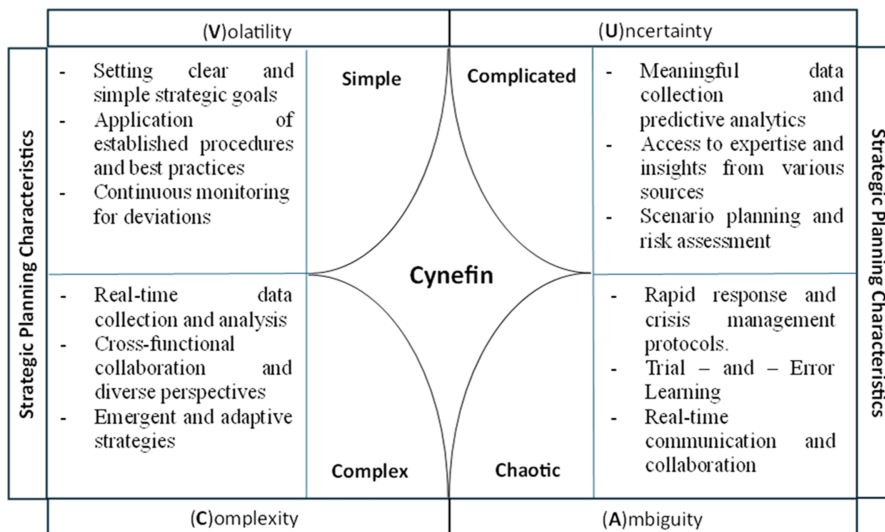 (V)olatility
(U)ncertainty
Strategic Planning Characteristics
- Setting clear and
simple strategic goals
- Application of
established procedures
and best practices
- Continuous monitoring
for deviations
Simple
Complicated
- Meaningful data
collection and
predictive analytics
- Access to expertise and
insights from various
sources
- Scenario planning and
risk assessment
Strategic Planning Characteristics
Cynefin
- Real-time data
collection and analysis
- Cross-functional
collaboration and
diverse perspectives
- Emergent and adaptive
strategies
Complex
Chaotic
- Rapid response and
crisis management
protocols.
- Trial – and – Error
Learning
- Real-time
communication and
collaboration
(C)omplexity
(A)mbiguity